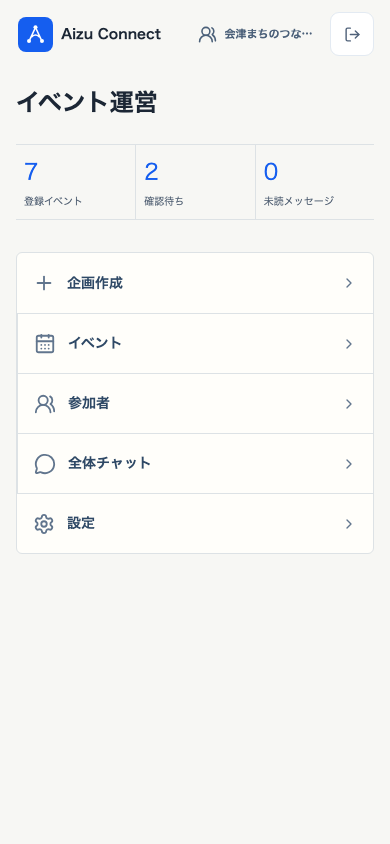 Aizu Connect
会津まちのつな…
イベント運営
7
2
0
登録イベント
確認待ち
未読メッセージ
企画作成
イベント
参加者
全体チャット
設定